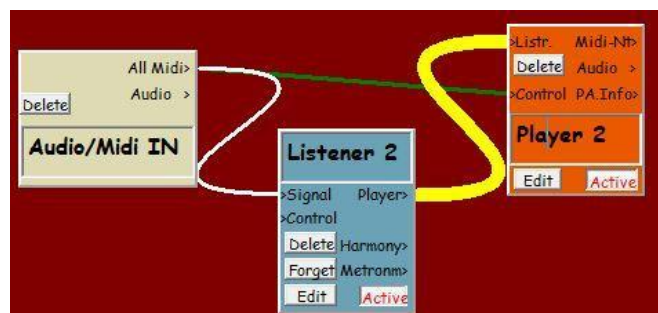 All Midi>
Audio >
Delete
Audio/Midi IN
Listener 2
>Signal Player>
>Control
Delete Harmony>
Forget Metronm>
Edit Active
>Listr. Midi-Nt>
Delete Audio >
>Control PA.Info>
Player 2
Edit Active